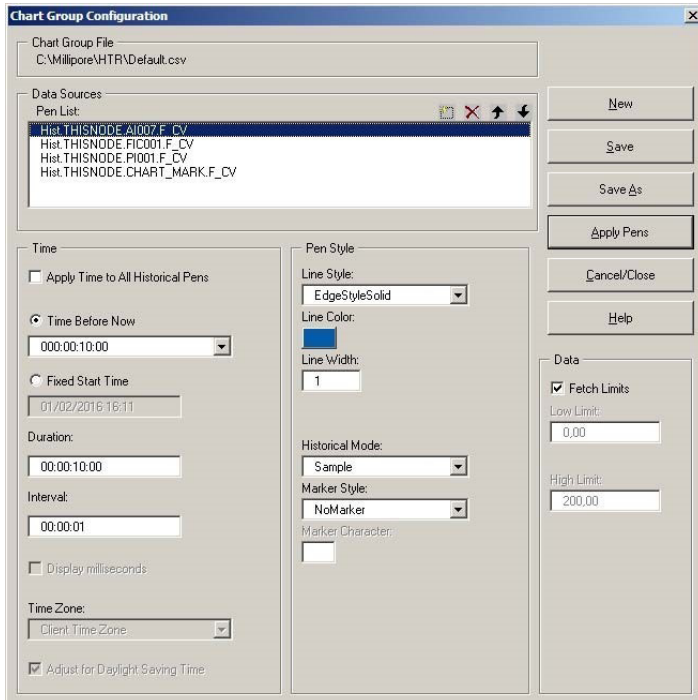 Chart Group Configuration
Chart Group File
C:\Millipore\HTR\Default.csv
Data Sources
Pen List:
Hist.THISNODE.AI007.F_CV
Hist.THISNODE.FIC001.F_CV
Hist.THISNODE.PI001.F_CV
Hist.THISNODE.CHART_MARK.F_CV
New
Save
Save As
Apply Pens
Cancel/Close
Help
Time
Apply Time to All Historical Pens
Time Before Now
000:00:10:00
Fixed Start Time
01/02/2016 16:11
Duration:
00:00:10:00
Interval:
00:00:01
Display milliseconds
Time Zone:
Client Time Zone
Adjust for Daylight Saving Time
Pen Style
Line Style:
EdgeStyleSolid
Line Color:
Line Width:
1
Historical Mode:
Sample
Marker Style:
NoMarker
Marker Character:
Data
Fetch Limits
Low Limit:
0,00
High Limit:
200,00